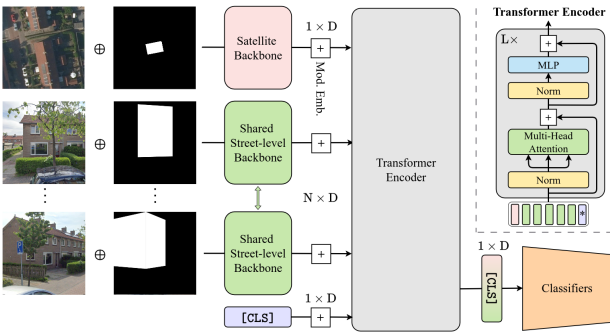 1 × D
Satellite
Backbone
+
Mod. Emb.
Shared
Street-level
Backbone
+
N × D
Shared
Street-level
Backbone
+
[CLS]
1 × D
+
Transformer
Encoder
Transformer Encoder
L×
+
MLP
Norm
+
Multi-Head
Attention
Norm
*
1 × D
[CLS]
Classifiers